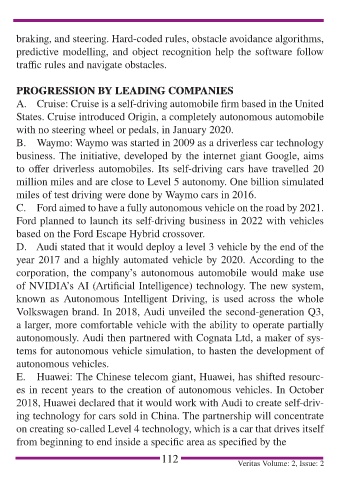 braking, and steering. Hard-coded rules, obstacle avoidance algorithms,
predictive modelling, and object recognition help the software follow
traffic rules and navigate obstacles.
PROGRESSION BY LEADING COMPANIES
A. Cruise: Cruise is a self-driving automobile firm based in the United
States. Cruise introduced Origin, a completely autonomous automobile
with no steering wheel or pedals, in January 2020.
B. Waymo: Waymo was started in 2009 as a driverless car technology
business. The initiative, developed by the internet giant Google, aims
to offer driverless automobiles. Its self-driving cars have travelled 20
million miles and are close to Level 5 autonomy. One billion simulated
miles of test driving were done by Waymo cars in 2016.
C. Ford aimed to have a fully autonomous vehicle on the road by 2021.
Ford planned to launch its self-driving business in 2022 with vehicles
based on the Ford Escape Hybrid crossover.
D. Audi stated that it would deploy a level 3 vehicle by the end of the
year 2017 and a highly automated vehicle by 2020. According to the
corporation, the company's autonomous automobile would make use
of NVIDIA's AI (Artificial Intelligence) technology. The new system,
known as Autonomous Intelligent Driving, is used across the whole
Volkswagen brand. In 2018, Audi unveiled the second-generation Q3,
a larger, more comfortable vehicle with the ability to operate partially
autonomously. Audi then partnered with Cognata Ltd, a maker of sys-
tems for autonomous vehicle simulation, to hasten the development of
autonomous vehicles.
E. Huawei: The Chinese telecom giant, Huawei, has shifted resourc-
es in recent years to the creation of autonomous vehicles. In October
2018, Huawei declared that it would work with Audi to create self-driv-
ing technology for cars sold in China. The partnership will concentrate
on creating so-called Level 4 technology, which is a car that drives itself
from beginning to end inside a specific area as specified by the
112
Veritas Volume: 2, Issue: 2